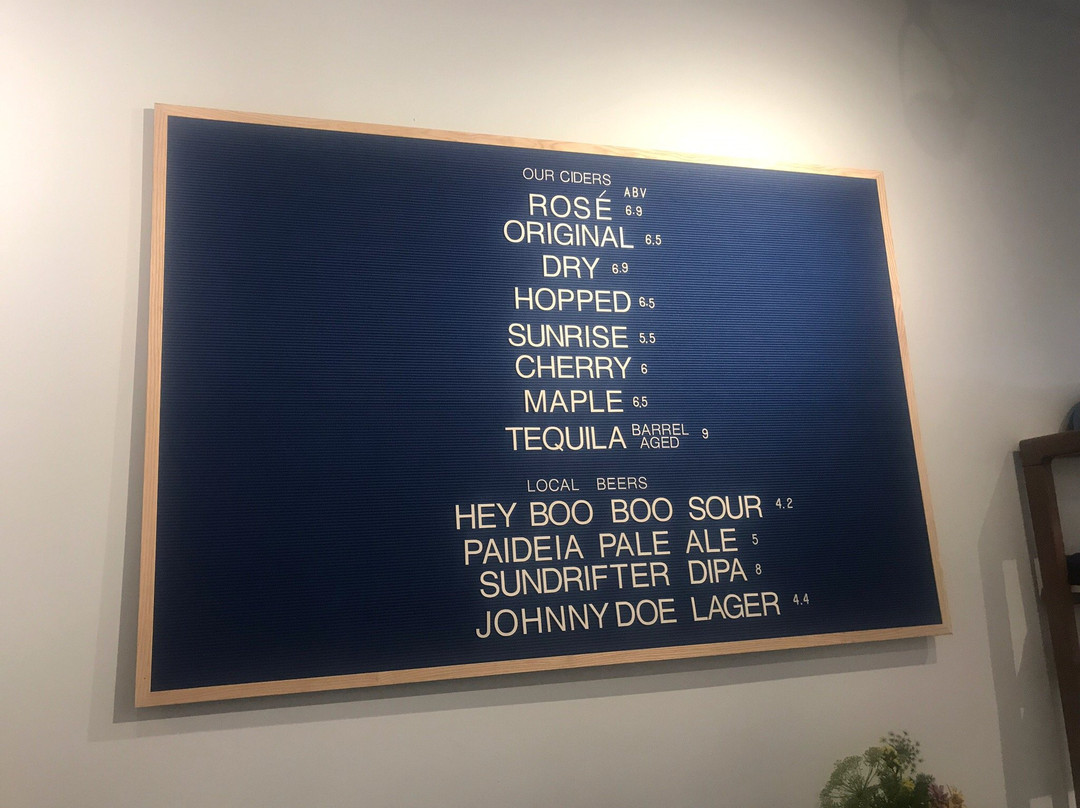 OUR CIDERS
ABV
ROSÉ 6.9
ORIGINAL 6.5
DRY 6.9
HOPPED 6.5
SUNRISE 5.5
CHERRY 6
MAPLE 6.5
TEQUILA BARREL AGED 9
LOCAL BEERS
HEY BOO BOO SOUR 4.2
PAIDEIA PALE ALE 5
SUNDRIFTER DIPA 8
JOHNNY DOE LAGER 4.4